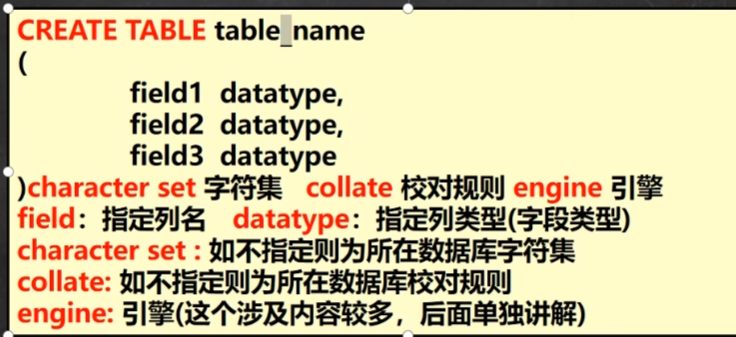 CREATE TABLE table_name
(
field1 datatype,
field2 datatype,
field3 datatype
)character set 字符集 collate 校对规则 engine 引擎
field：指定列名 datatype：指定列类型(字段类型)
character set : 如不指定则为所在数据库字符集
collate: 如不指定则为所在数据库校对规则
engine: 引擎(这个涉及内容较多，后面单独讲解)